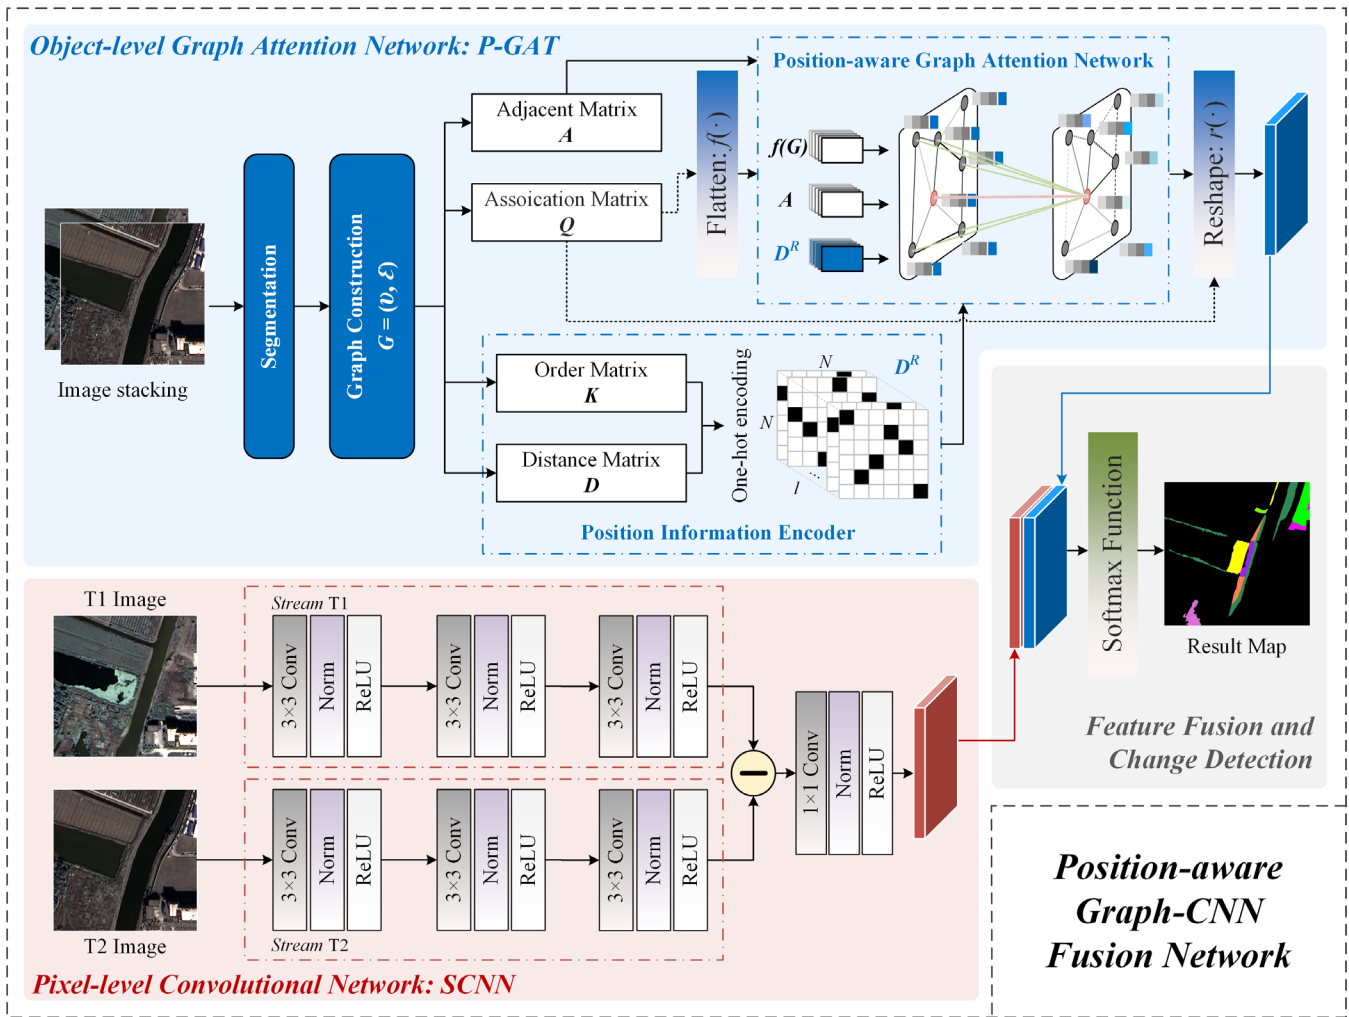 Object-level Graph Attention Network: P-GAT
Image stacking
Segmentation
Graph Construction
G = (υ, ℰ)
Adjacent Matrix
A
Assoication Matrix
Q
Flatten: f(·)
Position-aware Graph Attention Network
f(G)
A
D^R
Reshape: r(·)
Order Matrix
K
Distance Matrix
D
One-hot encoding
N
N
l
...
D^R
Position Information Encoder
Softmax Function
Result Map
Feature Fusion and
Change Detection
T1 Image
Stream T1
3×3 Conv
Norm
ReLU
3×3 Conv
Norm
ReLU
3×3 Conv
Norm
ReLU
1×1 Conv
Norm
ReLU
3×3 Conv
Norm
ReLU
3×3 Conv
Norm
ReLU
3×3 Conv
Norm
ReLU
T2 Image
Stream T2
Pixel-level Convolutional Network: SCNN
Position-aware
Graph-CNN
Fusion Network